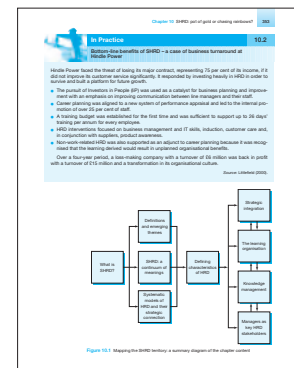 Chapter 10 SHRD: pot of gold or chasing rainbows? 353
In Practice 10.2
Bottom-line benefits of SHRD – a case of business turnaround at
Hindle Power
Hindle Power faced the threat of losing its major contract, representing 75 per cent of its income, if it
did not improve its customer service significantly. It responded by investing heavily in HRD in order to
survive and built a platform for future growth.
● The pursuit of Investors in People (IiP) was used as a catalyst for business planning and improve-
ment with an emphasis on improving communication between line managers and their staff.
● Career planning was aligned to a new system of performance appraisal and led to the internal pro-
motion of over 25 per cent of staff.
● A training budget was established for the first time and was sufficient to support up to 26 days'
training per annum for every employee.
● HRD interventions focused on business management and IT skills, induction, customer care and,
in conjunction with suppliers, product awareness.
● Non-work-related HRD was also supported as an adjunct to career planning because it was recog-
nised that the learning derived would result in unplanned organisational benefits.
Over a four-year period, a loss-making company with a turnover of £6 million was back in profit
with a turnover of £15 million and a transformation in its organisational culture.
Source: Littlefield (2000).
What is
SHRD?
Definitions
and emerging
themes
SHRD: a
continuum of
meanings
Systematic
models of
HRD and their
strategic
connection
Defining
characteristics
of HRD
Strategic
integration
The learning
organisation
Knowledge
management
Managers as
key HRD
stakeholders
Figure 10.1 Mapping the SHRD territory: a summary diagram of the chapter content